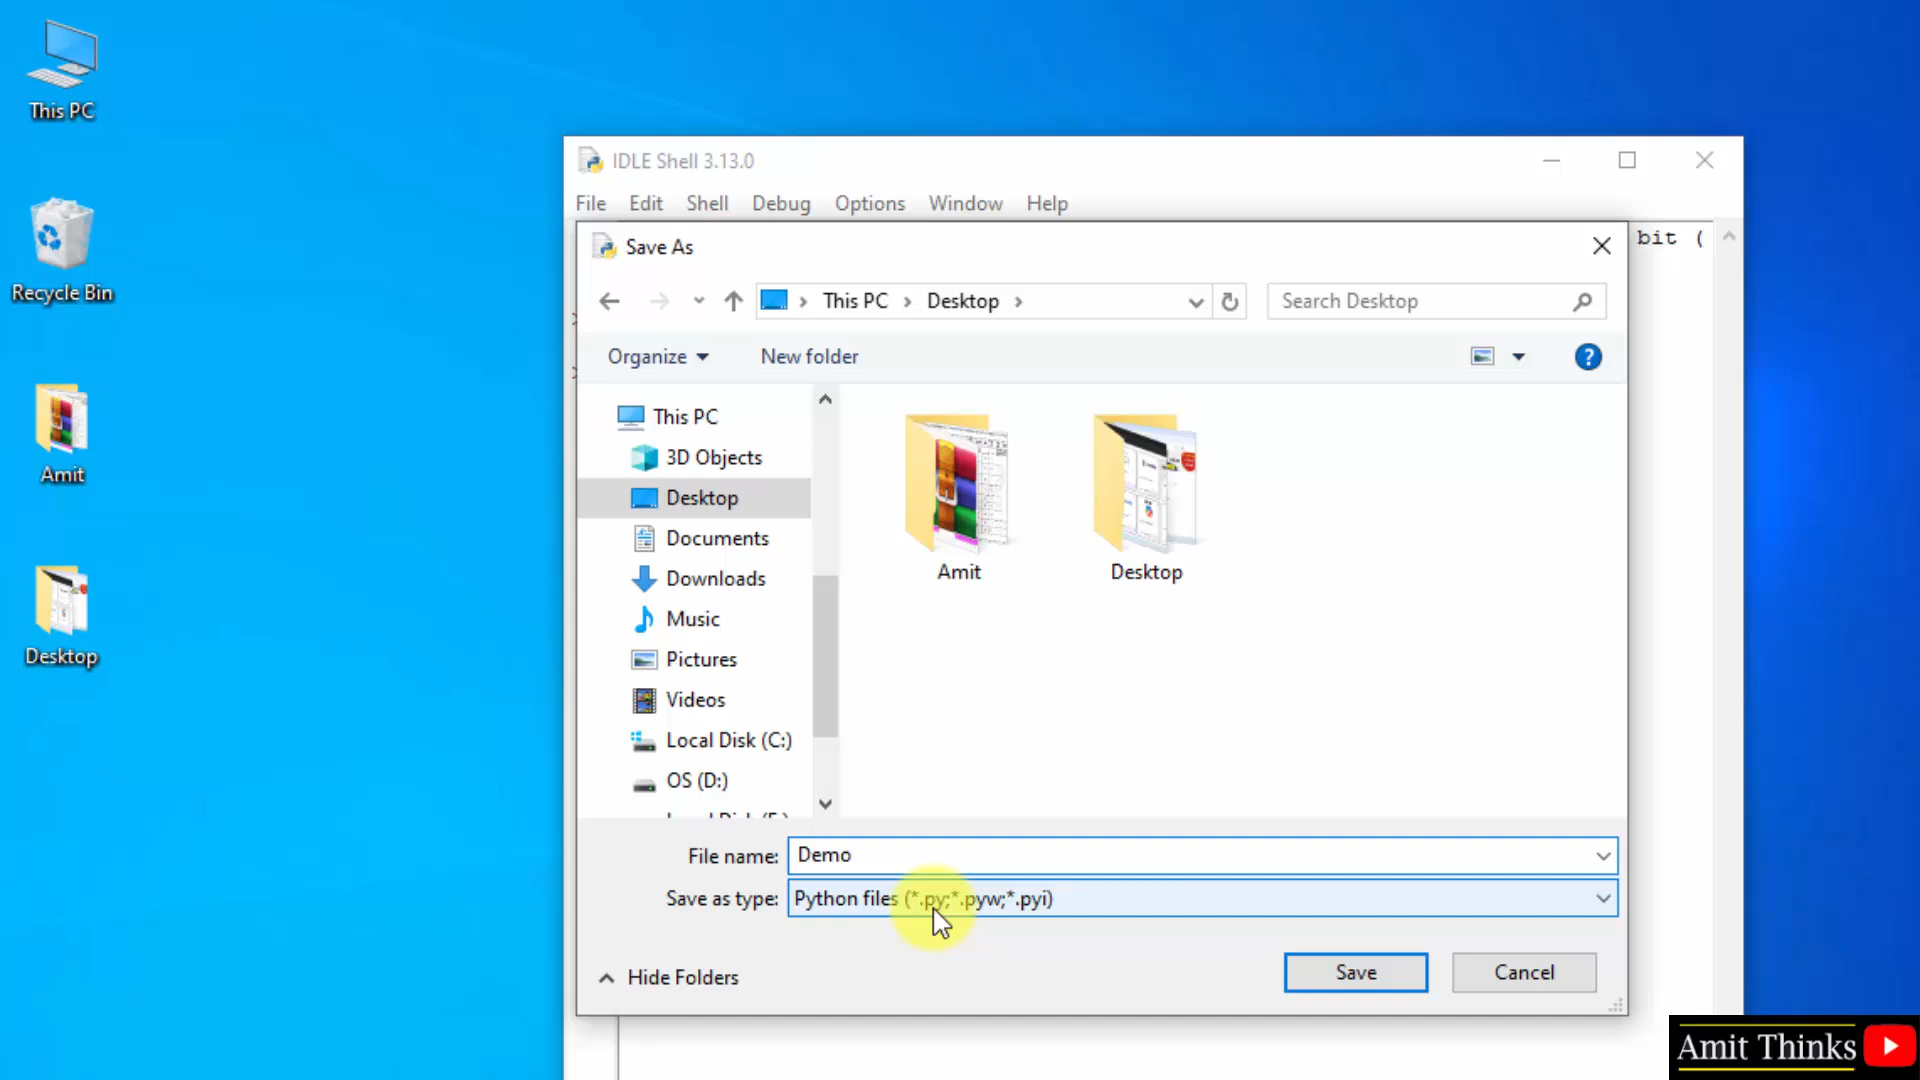 This PC
Recycle Bin
Amit
Desktop
IDLE Shell 3.13.0
File Edit Shell Debug Options Window Help
bit (
Save As
This PC > Desktop >
Search Desktop
Organize
New folder
This PC
3D Objects
Desktop
Documents
Downloads
Music
Pictures
Videos
Local Disk (C:)
OS (D:)
Amit
Desktop
File name: Demo
Save as type: Python files (*.py;*.pyw;*.pyi)
Hide Folders
Save
Cancel
Amit Thinks